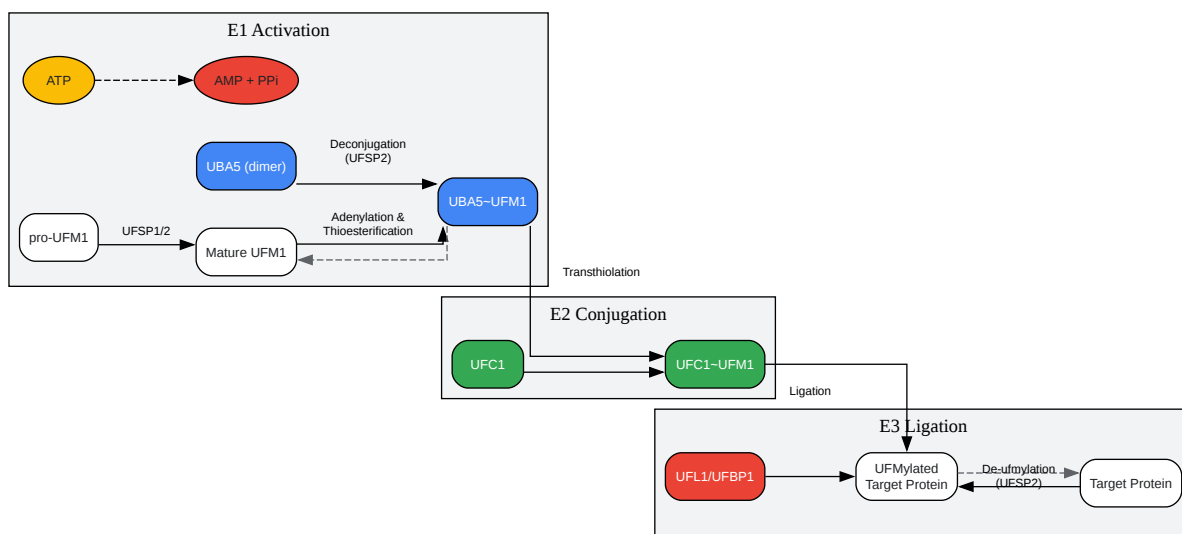 E1 Activation
ATP
AMP + PPi
UBA5 (dimer)
Deconjugation
(UFSP2)
UBA5~UFM1
pro-UFM1
UFSP1/2
Mature UFM1
Adenylation &
Thioesterification
Transthiolation
E2 Conjugation
UFC1
UFC1~UFM1
Ligation
E3 Ligation
UFL1/UFBP1
UFMylated
Target Protein
De-ufmylation
(UFSP2)
Target Protein